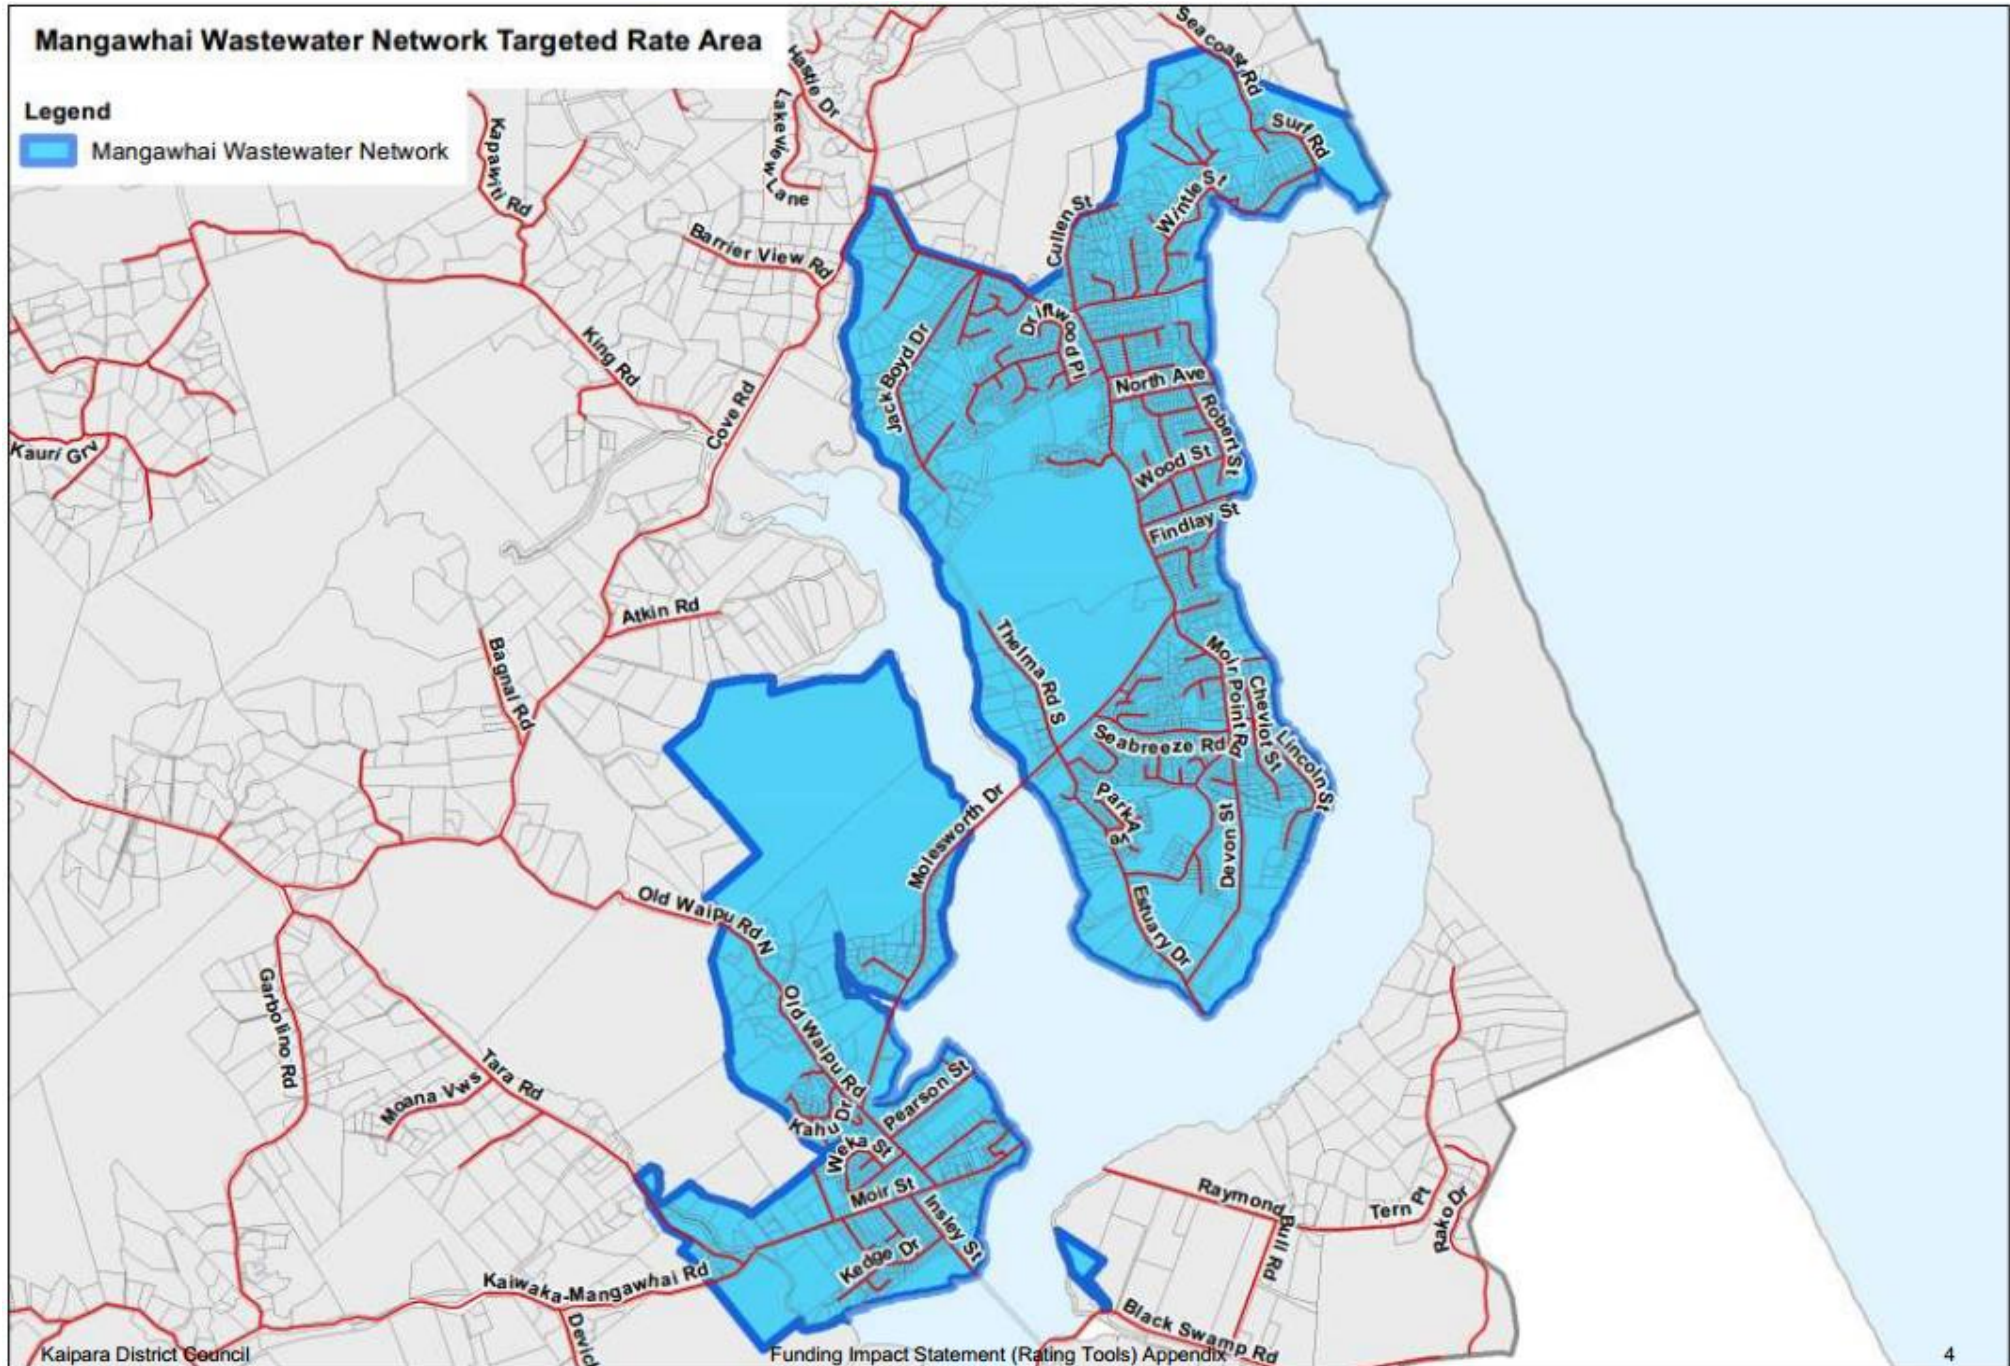 Mangawhai Wastewater Network Targeted Rate Area
Legend
Mangawhai Wastewater Network
Seacoast Rd
Hastie Dr
Lakeview Lane
Kapawiti Rd
Surf Rd
Wintle St
Cullen St
Barrier View Rd
Driftwood Pl
King Rd
Jack Boyd Dr
North Ave
Cove Rd
Robert St
Kauri Grv
Wood St
Findlay St
Atkin Rd
Thelma Rd S
Bagnal Rd
Moir Point Rd
Cheviot St
Seabreeze Rd
Lincoln St
Park Ave
Molesworth Dr
Devon St
Old Waipu Rd N
Estuary Dr
Garbolino Rd
Old Waipu Rd
Tara Rd
Moana Vws
Pearson St
Kahu Dr
Weka St
Moir St
Insley St
Raymond Bull Rd
Tern Pt
Rako Dr
Kedge Dr
Kaiwaka-Mangawhai Rd
Black Swamp Rd
Devich
Kaipara District Council
Funding Impact Statement (Rating Tools) Appendix
4